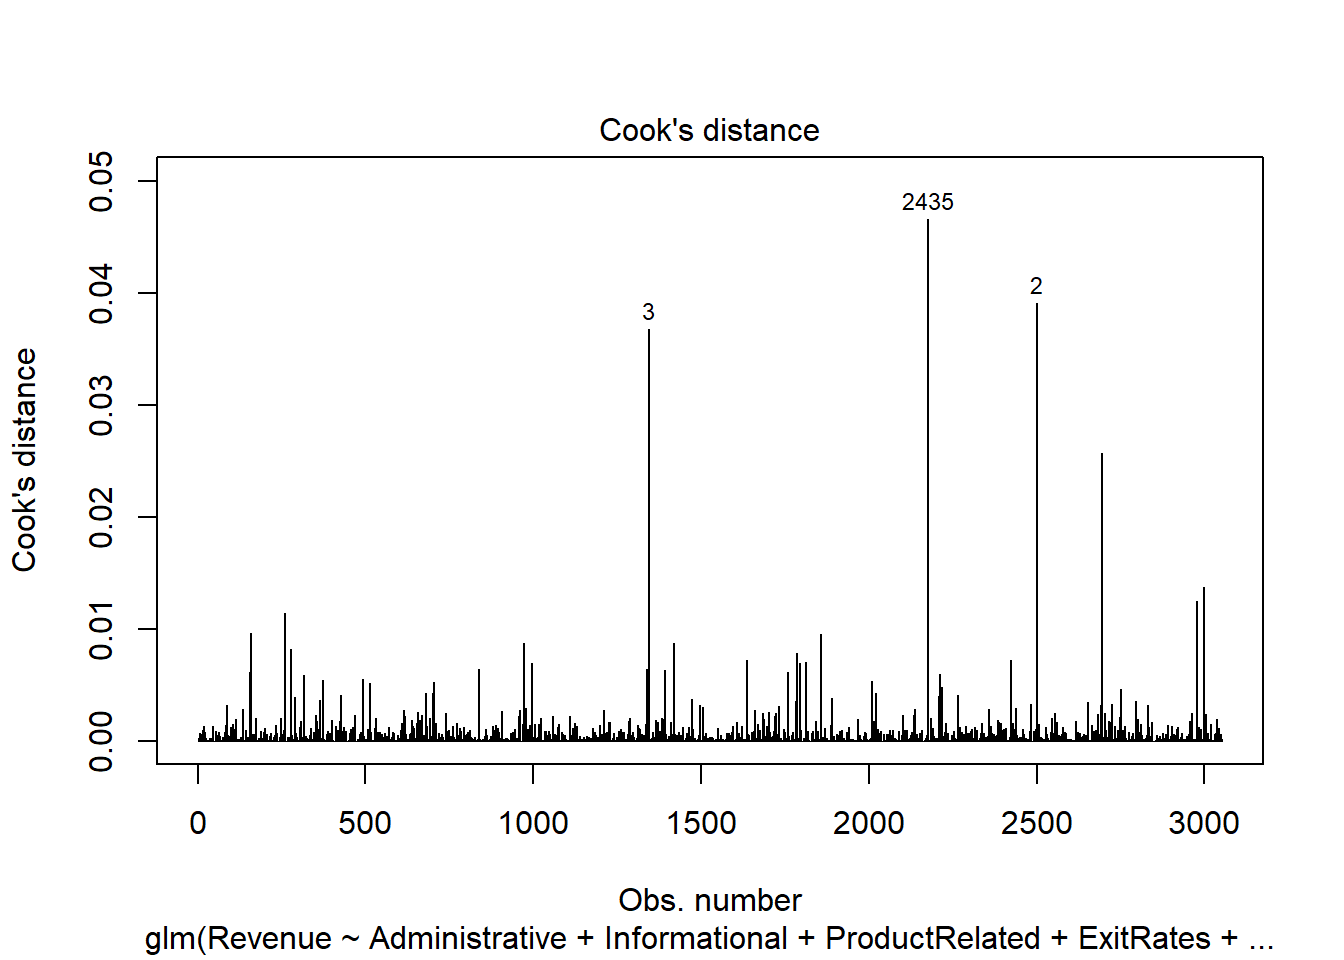 Cook's distance
0.05
0.04
0.03
0.02
0.01
0.00
Cook's distance
2435
2
3
0 500 1000 1500 2000 2500 3000
Obs. number
glm(Revenue ~ Administrative + Informational + ProductRelated + ExitRates + ...